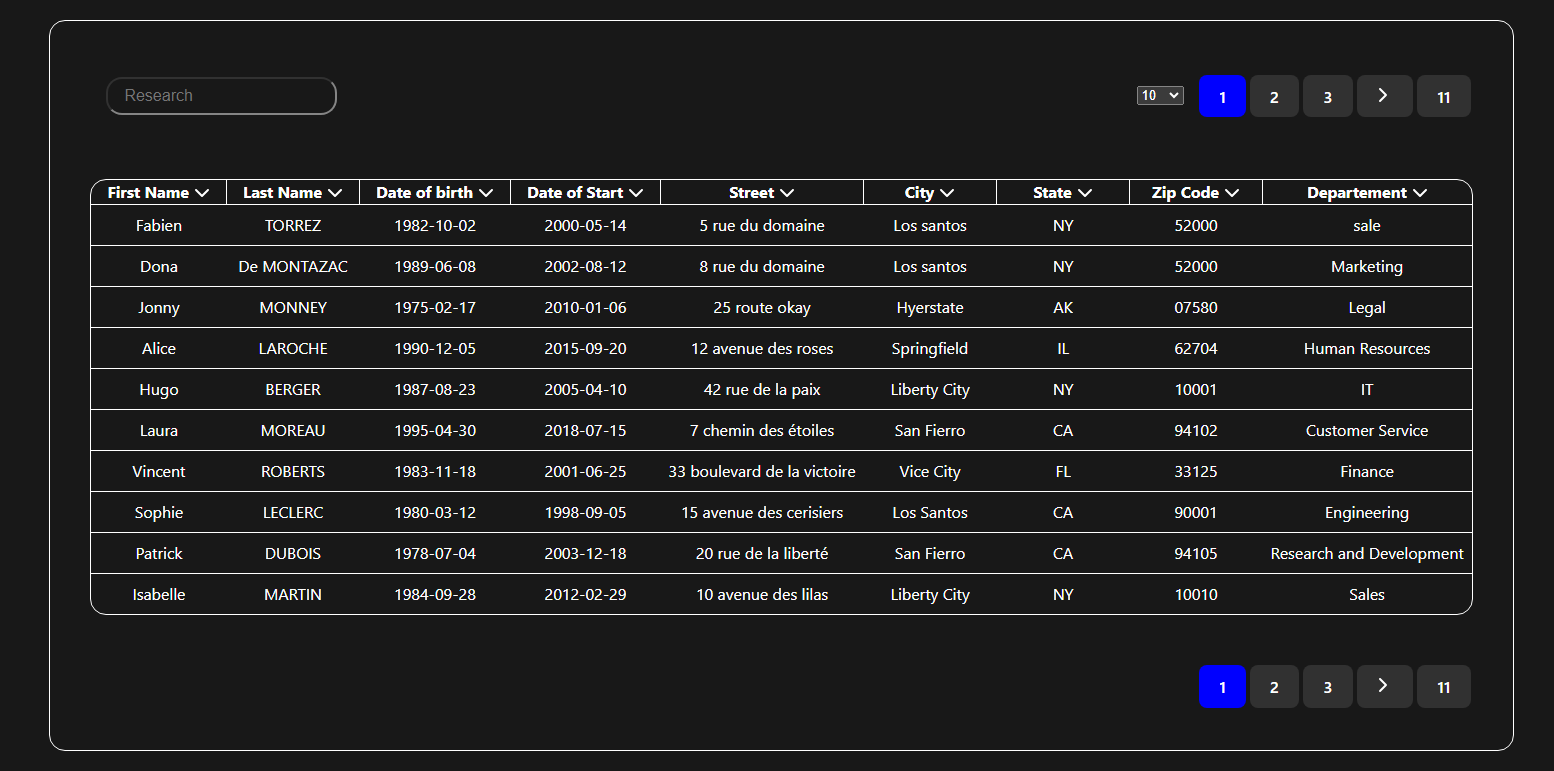 Research 10 1 2 3 11
First Name Last Name Date of birth Date of Start Street City State Zip Code Departement
Fabien TORREZ 1982-10-02 2000-05-14 5 rue du domaine Los santos NY 52000 sale
Dona De MONTAZAC 1989-06-08 2002-08-12 8 rue du domaine Los santos NY 52000 Marketing
Jonny MONNEY 1975-02-17 2010-01-06 25 route okay Hyerstate AK 07580 Legal
Alice LAROCHE 1990-12-05 2015-09-20 12 avenue des roses Springfield IL 62704 Human Resources
Hugo BERGER 1987-08-23 2005-04-10 42 rue de la paix Liberty City NY 10001 IT
Laura MOREAU 1995-04-30 2018-07-15 7 chemin des étoiles San Fierro CA 94102 Customer Service
Vincent ROBERTS 1983-11-18 2001-06-25 33 boulevard de la victoire Vice City FL 33125 Finance
Sophie LECLERC 1980-03-12 1998-09-05 15 avenue des cerisiers Los Santos CA 90001 Engineering
Patrick DUBOIS 1978-07-04 2003-12-18 20 rue de la liberté San Fierro CA 94105 Research and Development
Isabelle MARTIN 1984-09-28 2012-02-29 10 avenue des lilas Liberty City NY 10010 Sales
1 2 3 11